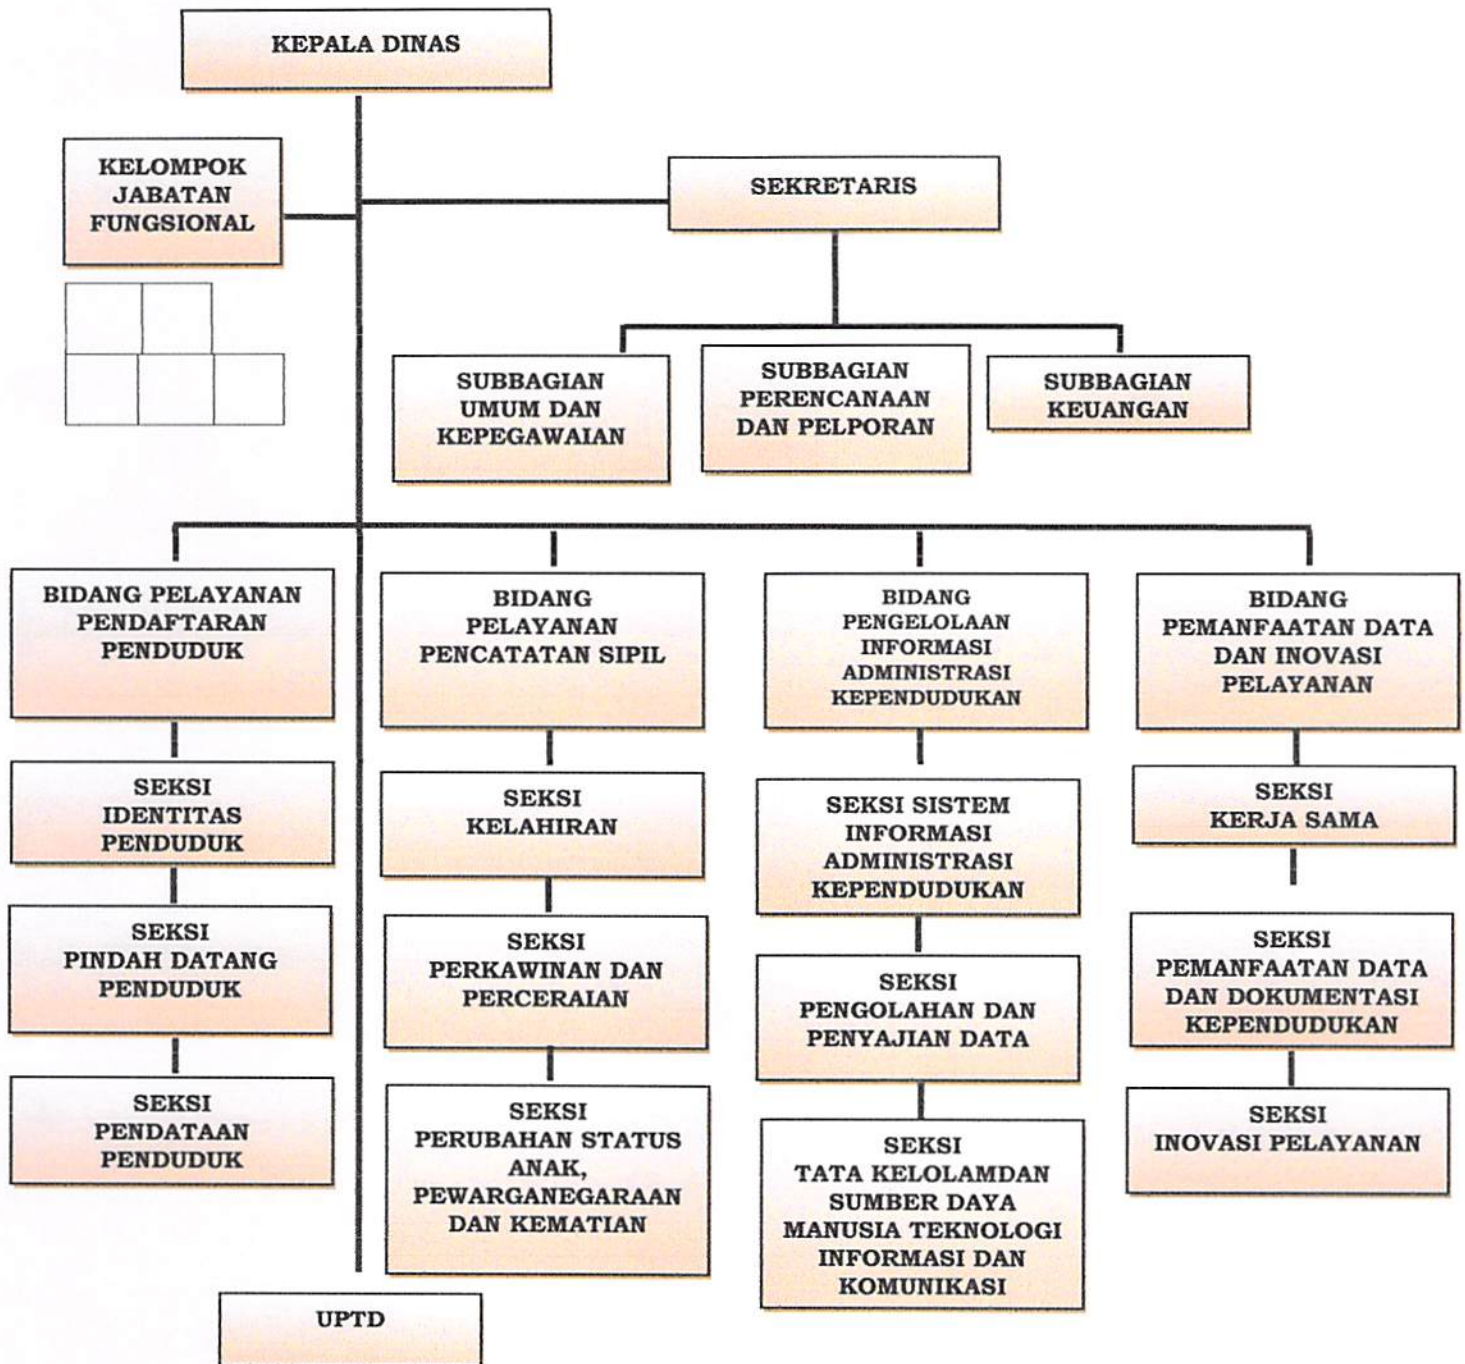 KEPALA DINAS
KELOMPOK
JABATAN
FUNGSIONAL
SEKRETARIS
SUBBAGIAN
UMUM DAN
KEPEGAWAIAN
SUBBAGIAN
PERENCANAAN
DAN PELPORAN
SUBBAGIAN
KEUANGAN
BIDANG PELAYANAN
PENDAFTARAN
PENDUDUK
SEKSI
IDENTITAS
PENDUDUK
SEKSI
PINDAH DATANG
PENDUDUK
SEKSI
PENDATAAN
PENDUDUK
BIDANG
PELAYANAN
PENCATATAN SIPIL
SEKSI
KELAHIRAN
SEKSI
PERKAWINAN DAN
PERCERAIAN
SEKSI
PERUBAHAN STATUS
ANAK,
PEWARGANEGARAAN
DAN KEMATIAN
BIDANG
PENGELOLAAN
INFORMASI
ADMINISTRASI
KEPENDUDUKAN
SEKSI SISTEM
INFORMASI
ADMINISTRASI
KEPENDUDUKAN
SEKSI
PENGOLAHAN DAN
PENYAJIAN DATA
SEKSI
TATA KELOLAMDAN
SUMBER DAYA
MANUSIA TEKNOLOGI
INFORMASI DAN
KOMUNIKASI
BIDANG
PEMANFAATAN DATA
DAN INOVASI
PELAYANAN
SEKSI
KERJA SAMA
SEKSI
PEMANFAATAN DATA
DAN DOKUMENTASI
KEPENDUDUKAN
SEKSI
INOVASI PELAYANAN
UPTD